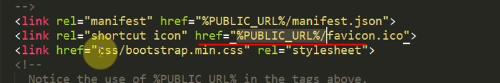 -->
<link rel="manifest" href="%PUBLIC_URL%/manifest.json">
<link rel="shortcut icon" href="%PUBLIC_URL%/favicon.ico">
<link href="css/bootstrap.min.css" rel="stylesheet">
<!--
Notice the use of %PUBLIC_URL% in the tags above.